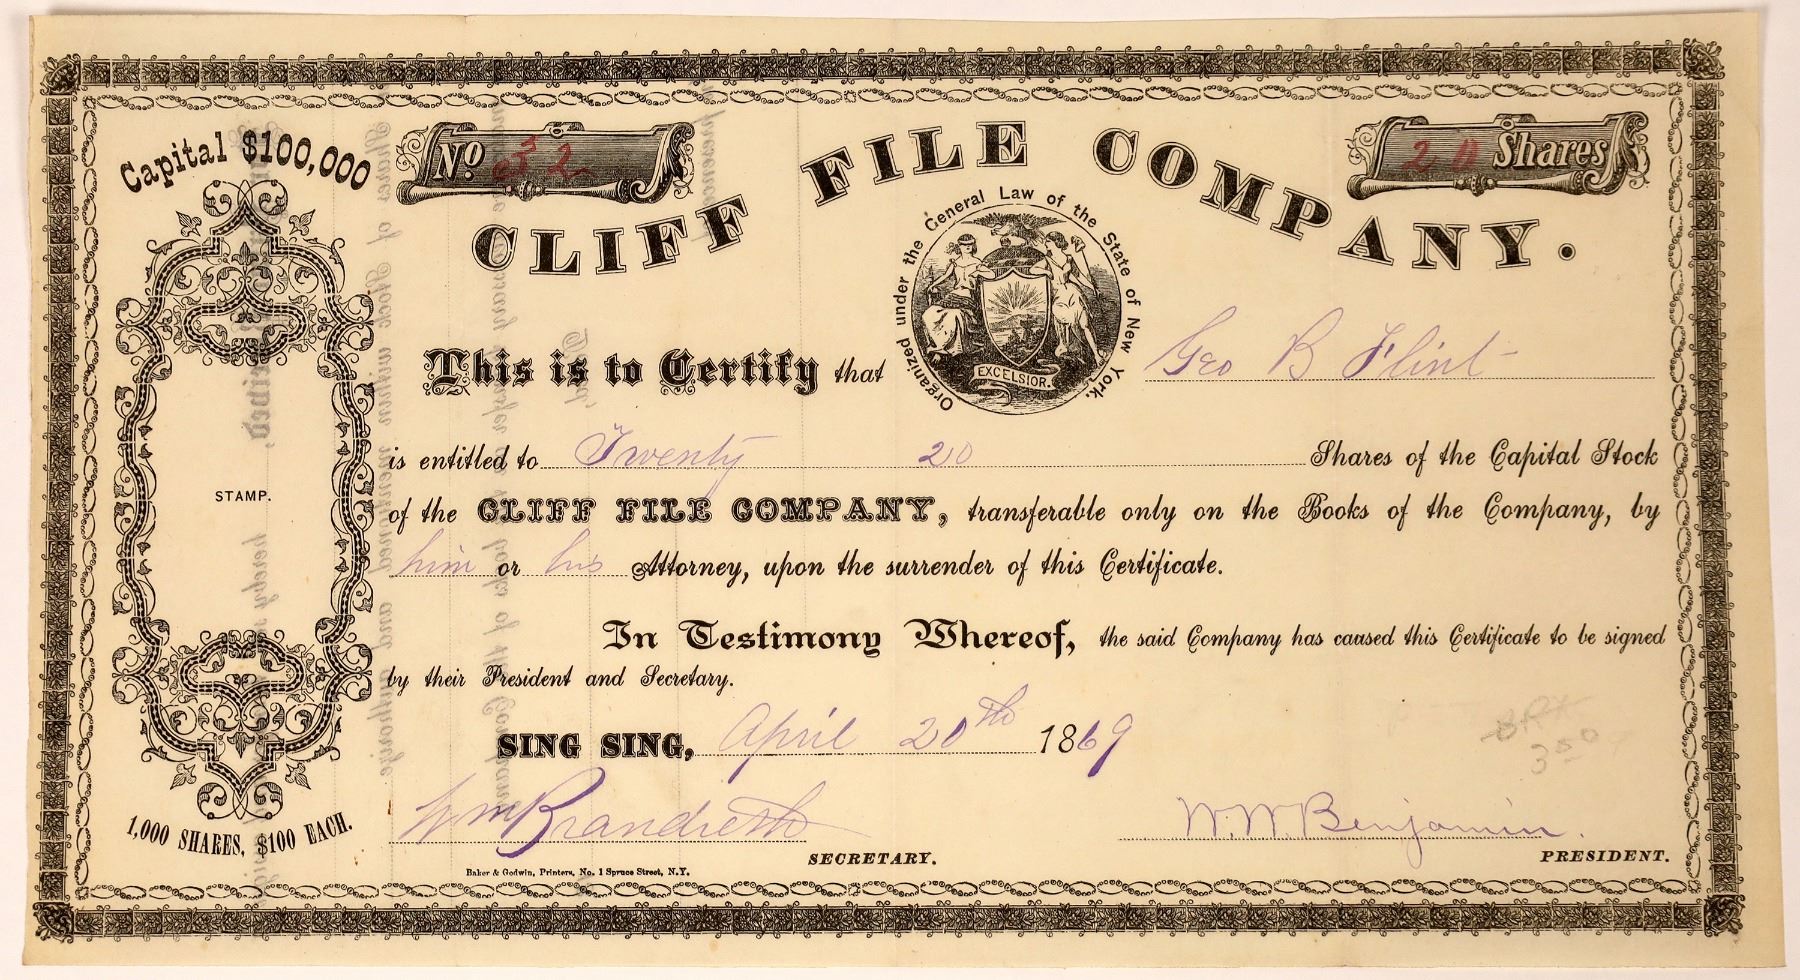 Capital $100,000
No 2
20 Shares
CLIFF FILE COMPANY.
Organized under the General Law of the State of New York.
EXCELSIOR.
This is to Certify that Geo B Flint
is entitled to Twenty 20 Shares of the Capital Stock
of the CLIFF FILE COMPANY, transferable only on the Books of the Company, by
him or his Attorney, upon the surrender of this Certificate.
STAMP.
In Testimony Whereof, the said Company has caused this Certificate to be signed
by their President and Secretary.
SING SING, April 20th 1869
1,000 SHARES, $100 EACH.
Wm Brandreth SECRETARY.
W.W. Benjamin. PRESIDENT.
Baker & Godwin, Printers, No. 1 Spruce Street, N.Y.